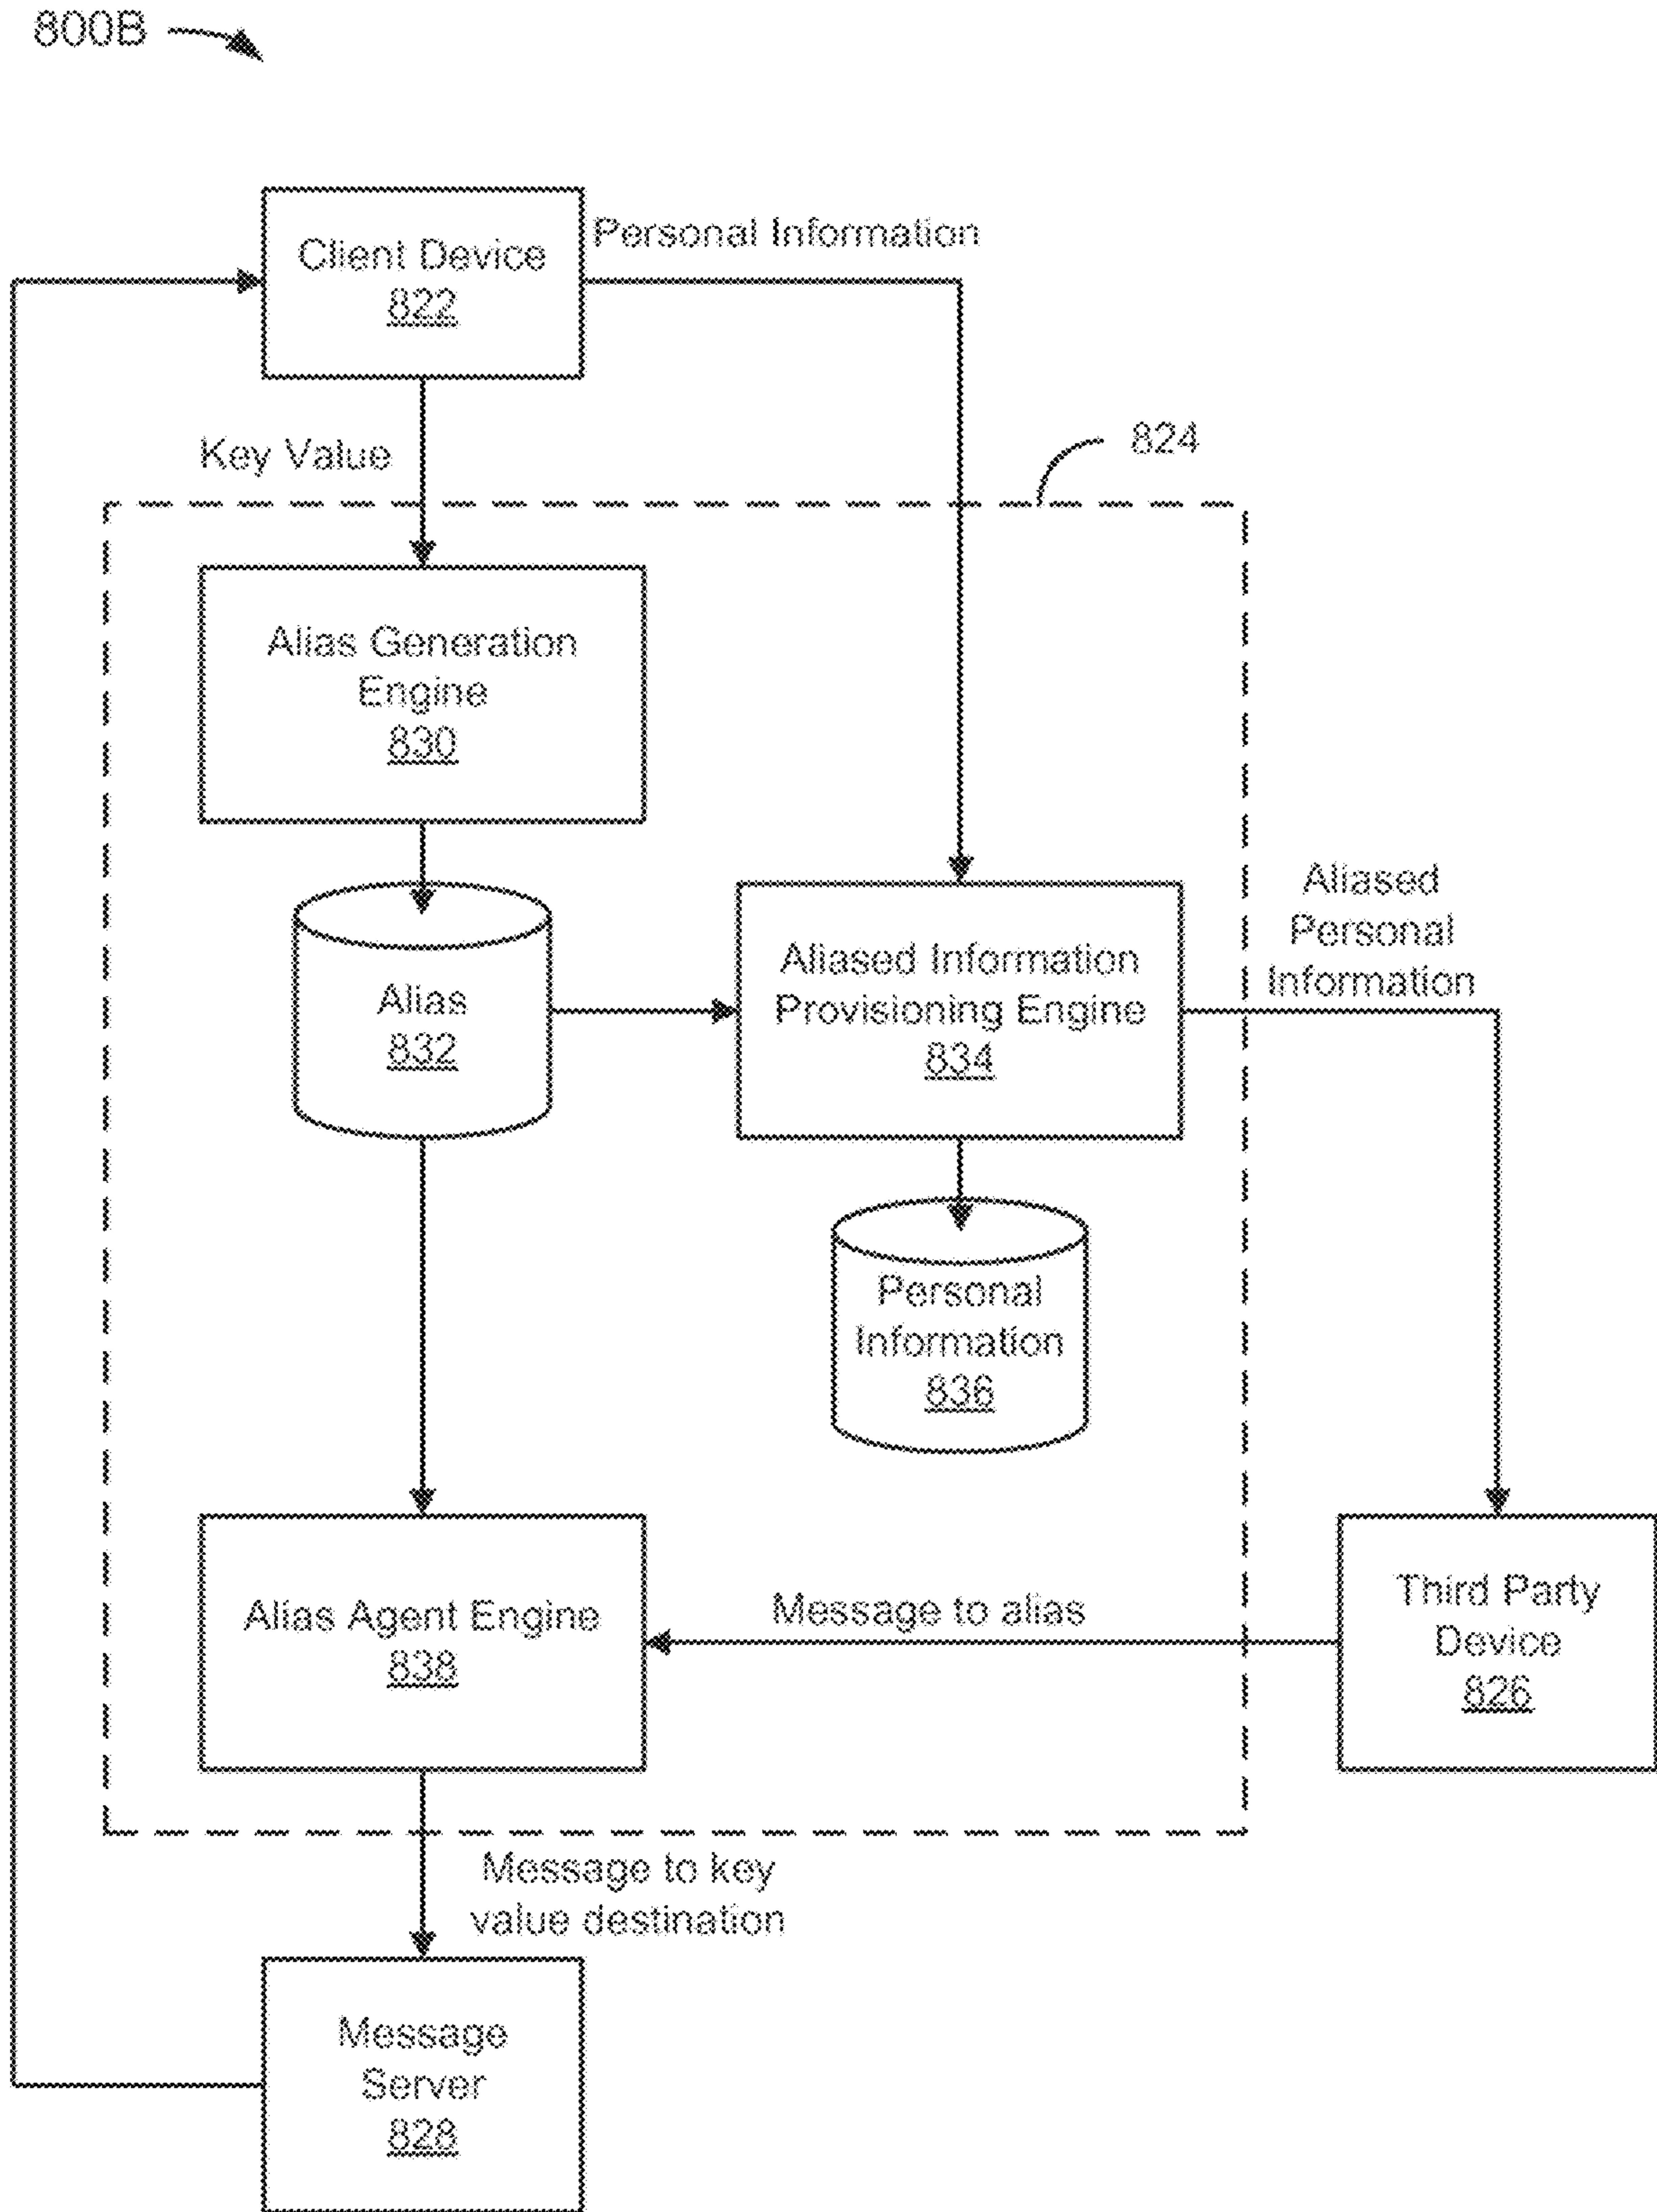 800B
Client Device
822
Personal Information
Key Value
824
Alias Generation
Engine
830
Alias
832
Aliased Information
Provisioning Engine
834
Aliased
Personal
Information
Personal
Information
836
Alias Agent Engine
838
Message to alias
Third Party
Device
826
Message to key
value destination
Message
Server
828